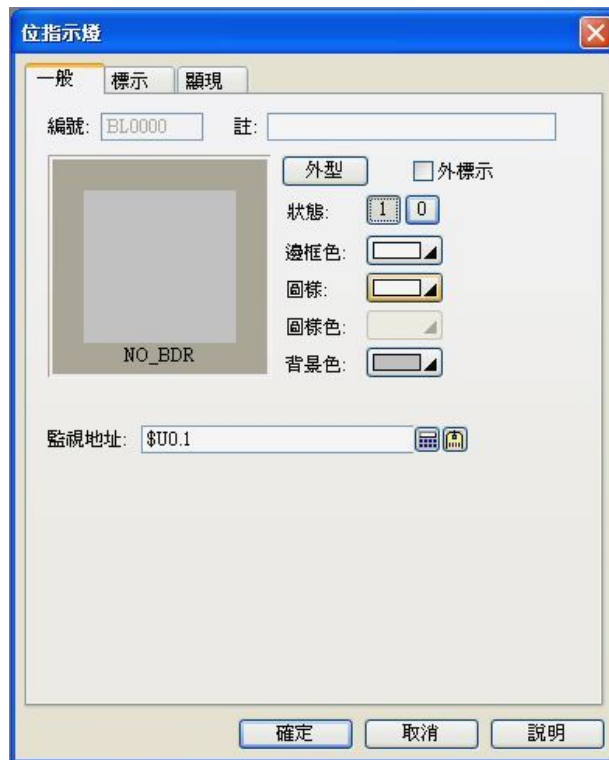 位指示燈
一般 標示 顯現
編號: BL0000 註:
外型 外標示
狀態: 1 0
邊框色:
圖樣:
圖樣色:
NO_BDR
背景色:
監視地址: $U0.1
確定 取消 說明